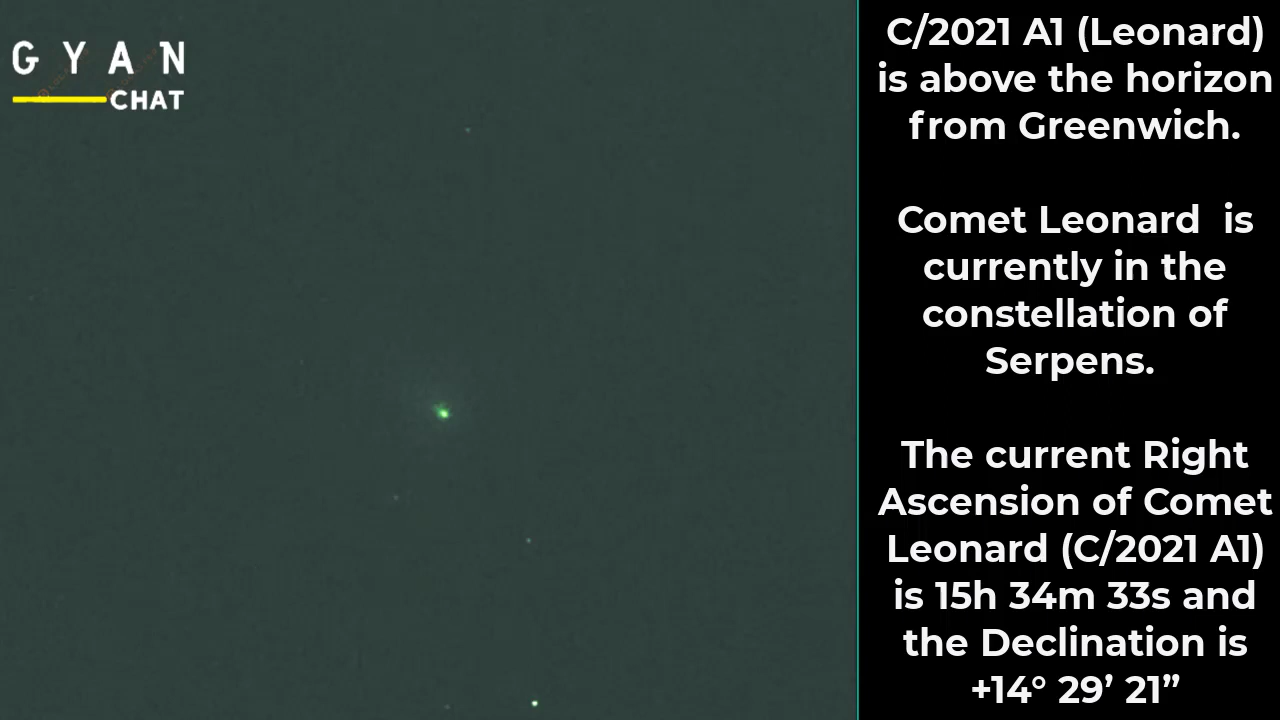 GYAN
CHAT
C/2021 A1 (Leonard)
is above the horizon
from Greenwich.
Comet Leonard is
currently in the
constellation of
Serpens.
The current Right
Ascension of Comet
Leonard (C/2021 A1)
is 15h 34m 33s and
the Declination is
+14° 29’ 21”